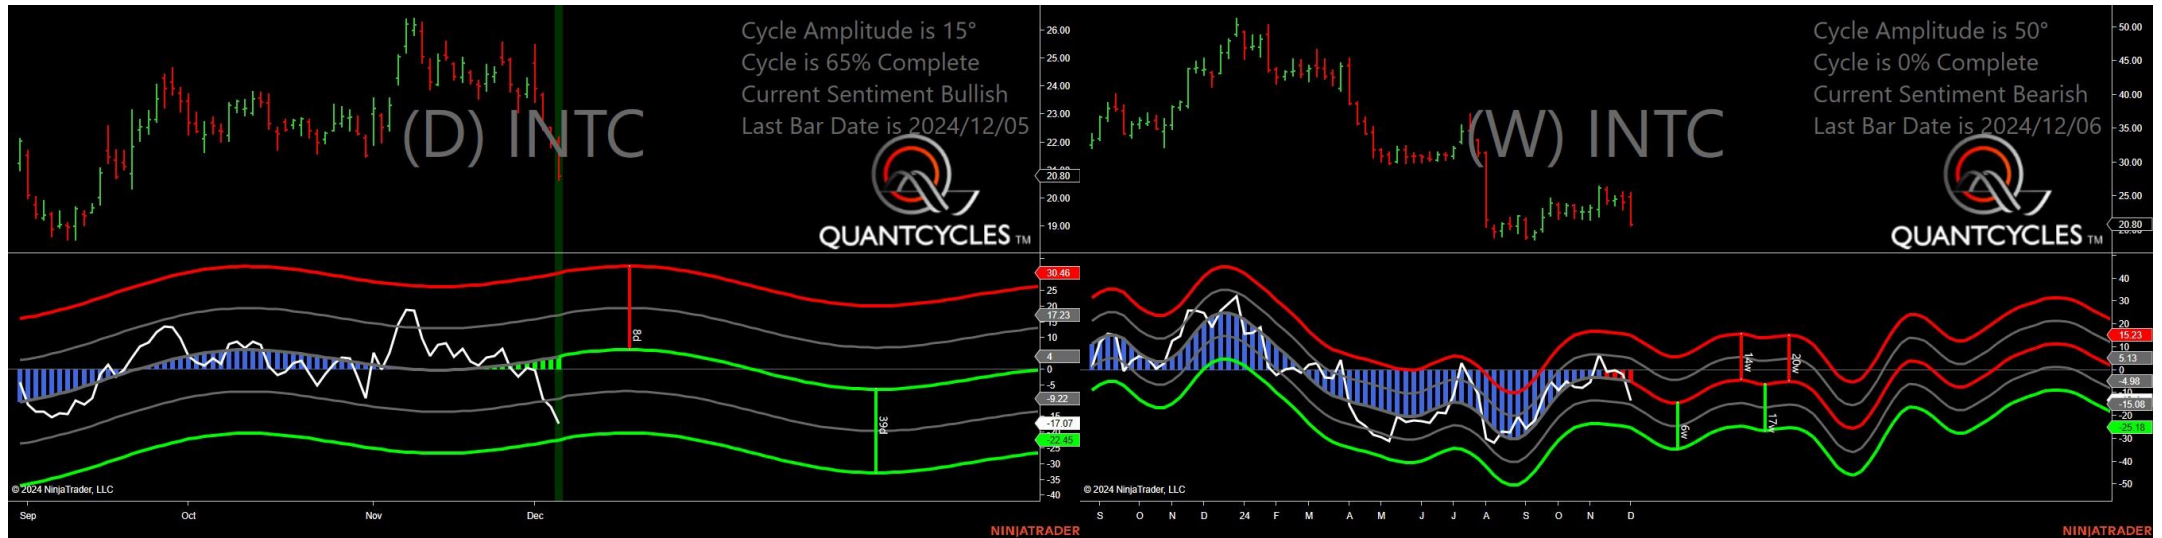 Cycle Amplitude is 15°
Cycle is 65% Complete
Current Sentiment Bullish
Last Bar Date is 2024/12/05
(D) INTC
QUANTCYCLES TM
26.00
24.00
23.00
22.00
20.80
20.00
19.00
30.46
25
20
17.23
15
4
0
-5
-9.22
-15
-17.07
-22.45
-25
-30
-35
-40
8d
39d
© 2024 NinjaTrader, LLC
Sep Oct Nov Dec
NINJATRADER
Cycle Amplitude is 50°
Cycle is 0% Complete
Current Sentiment Bearish
Last Bar Date is 2024/12/06
(W) INTC
QUANTCYCLES TM
50.00
45.00
40.00
35.00
30.00
25.00
20.80
40
30
20
15.23
10
5.13
0
-4.98
-15.08
-20
-25.18
-30
-40
-50
14w
20w
6w
17w
© 2024 NinjaTrader, LLC
S O N D 24 F M A M J J A S O N D
NINJATRADER